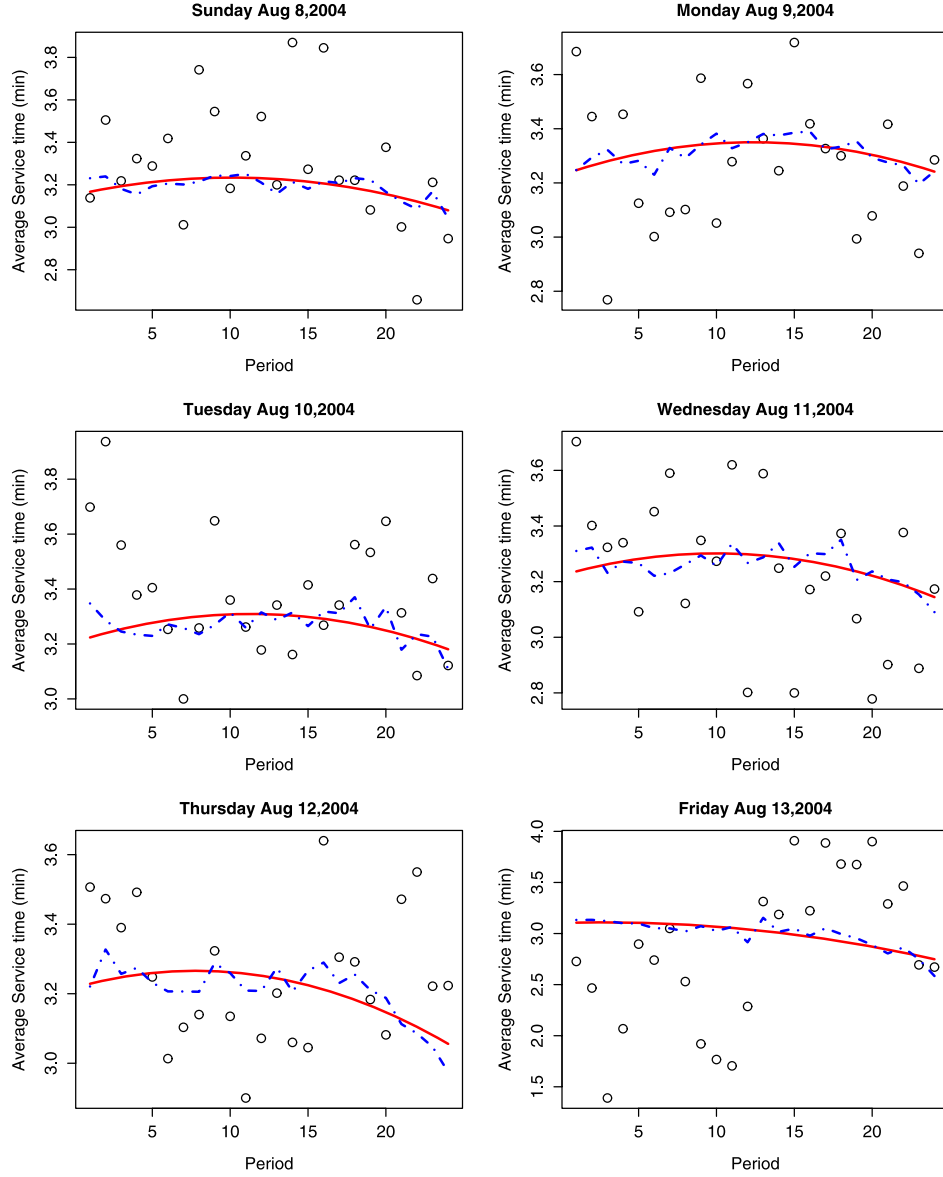 Sunday Aug 8,2004
Average Service time (min)
2.8 3.0 3.2 3.4 3.6 3.8
5 10 15 20
Period
Monday Aug 9,2004
Average Service time (min)
2.8 3.0 3.2 3.4 3.6
5 10 15 20
Period
Tuesday Aug 10,2004
Average Service time (min)
3.0 3.2 3.4 3.6 3.8
5 10 15 20
Period
Wednesday Aug 11,2004
Average Service time (min)
2.8 3.0 3.2 3.4 3.6
5 10 15 20
Period
Thursday Aug 12,2004
Average Service time (min)
3.0 3.2 3.4 3.6
5 10 15 20
Period
Friday Aug 13,2004
Average Service time (min)
1.5 2.0 2.5 3.0 3.5 4.0
5 10 15 20
Period